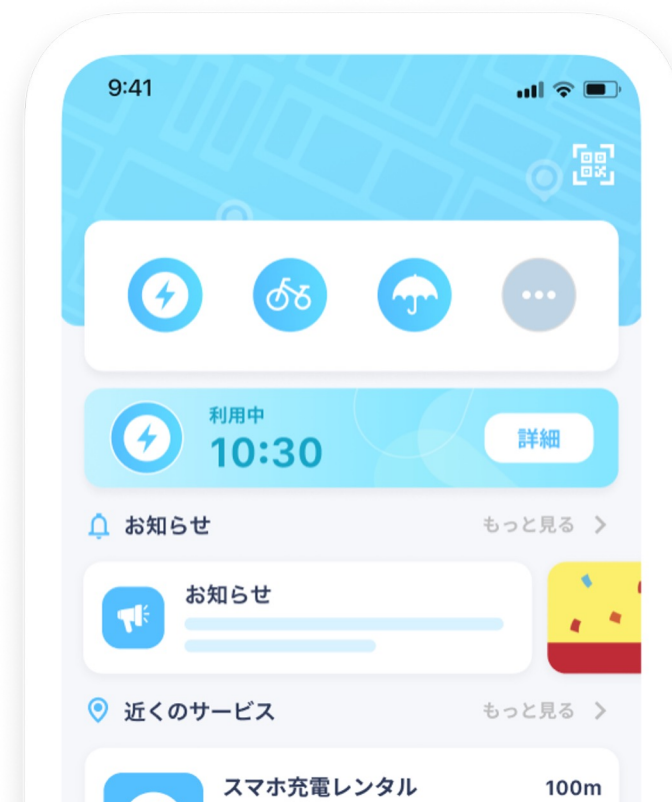 9:41
利用中
10:30
詳細
お知らせ
もっと見る
お知らせ
近くのサービス
もっと見る
スマホ充電レンタル
100m